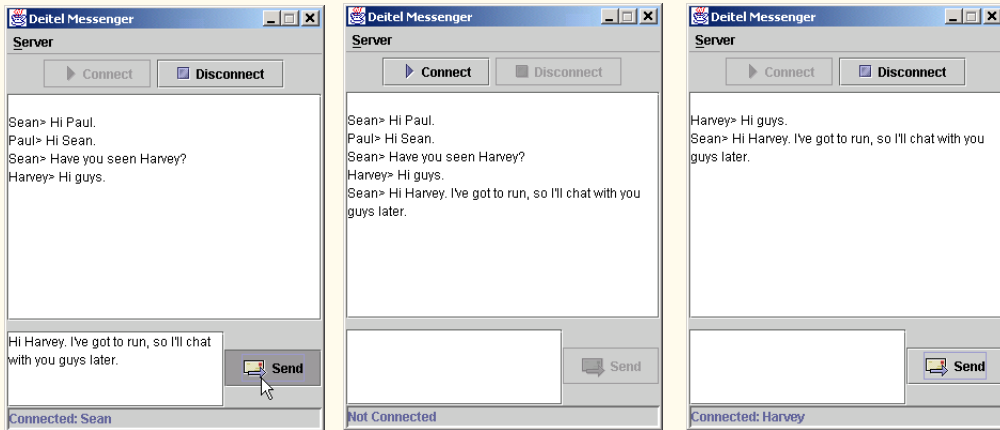 Deitel Messenger
Server
Connect Disconnect
Sean> Hi Paul.
Paul> Hi Sean.
Sean> Have you seen Harvey?
Harvey> Hi guys.
Hi Harvey. I've got to run, so I'll chat
with you guys later.
Send
Connected: Sean
Deitel Messenger
Server
Connect Disconnect
Sean> Hi Paul.
Paul> Hi Sean.
Sean> Have you seen Harvey?
Harvey> Hi guys.
Sean> Hi Harvey. I've got to run, so I'll chat with you
guys later.
Send
Not Connected
Deitel Messenger
Server
Connect Disconnect
Harvey> Hi guys.
Sean> Hi Harvey. I've got to run, so I'll chat with you
guys later.
Send
Connected: Harvey